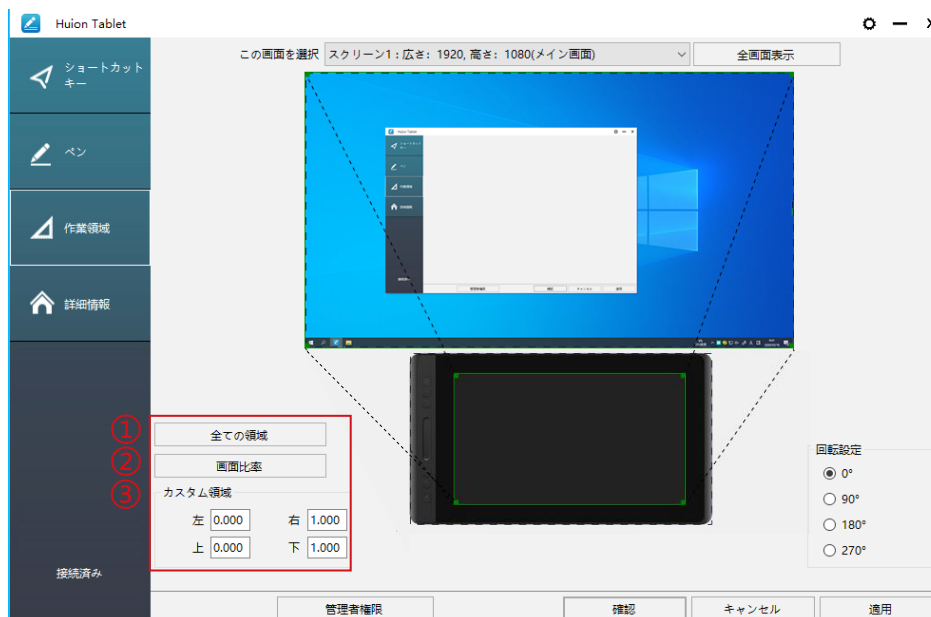 Huion Tablet
ショートカット
キー
ペン
作業領域
詳細情報
接続済み
この画面を選択
スクリーン1：広さ：1920, 高さ：1080(メイン画面)
全画面表示
Huion Tablet
① 全ての領域
② 画面比率
③ カスタム領域
左 0.000 右 1.000
上 0.000 下 1.000
回転設定
0°
90°
180°
270°
管理者権限
確認
キャンセル
適用